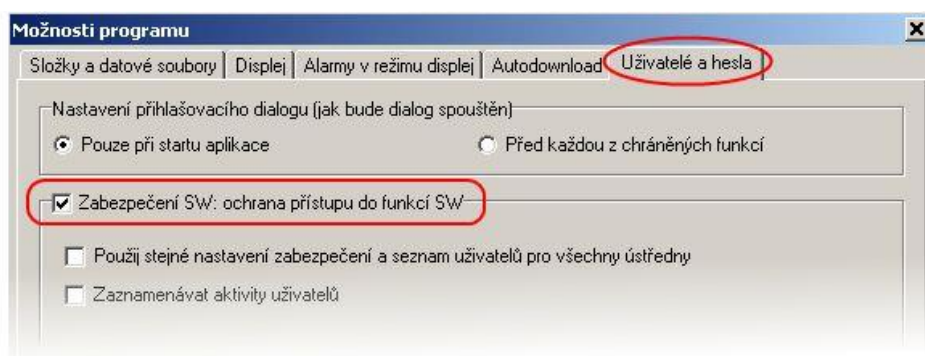 Možnosti programu
Složky a datové soubory Displej Alarmy v režimu displej Autodownload Uživatelé a hesla
Nastavení přihlašovacího dialogu (jak bude dialog spouštěn)
Pouze při startu aplikace Před každou z chráněných funkcí
Zabezpečení SW: ochrana přístupu do funkcí SW
Použij stejné nastavení zabezpečení a seznam uživatelů pro všechny ústředny
Zaznamenávat aktivity uživatelů